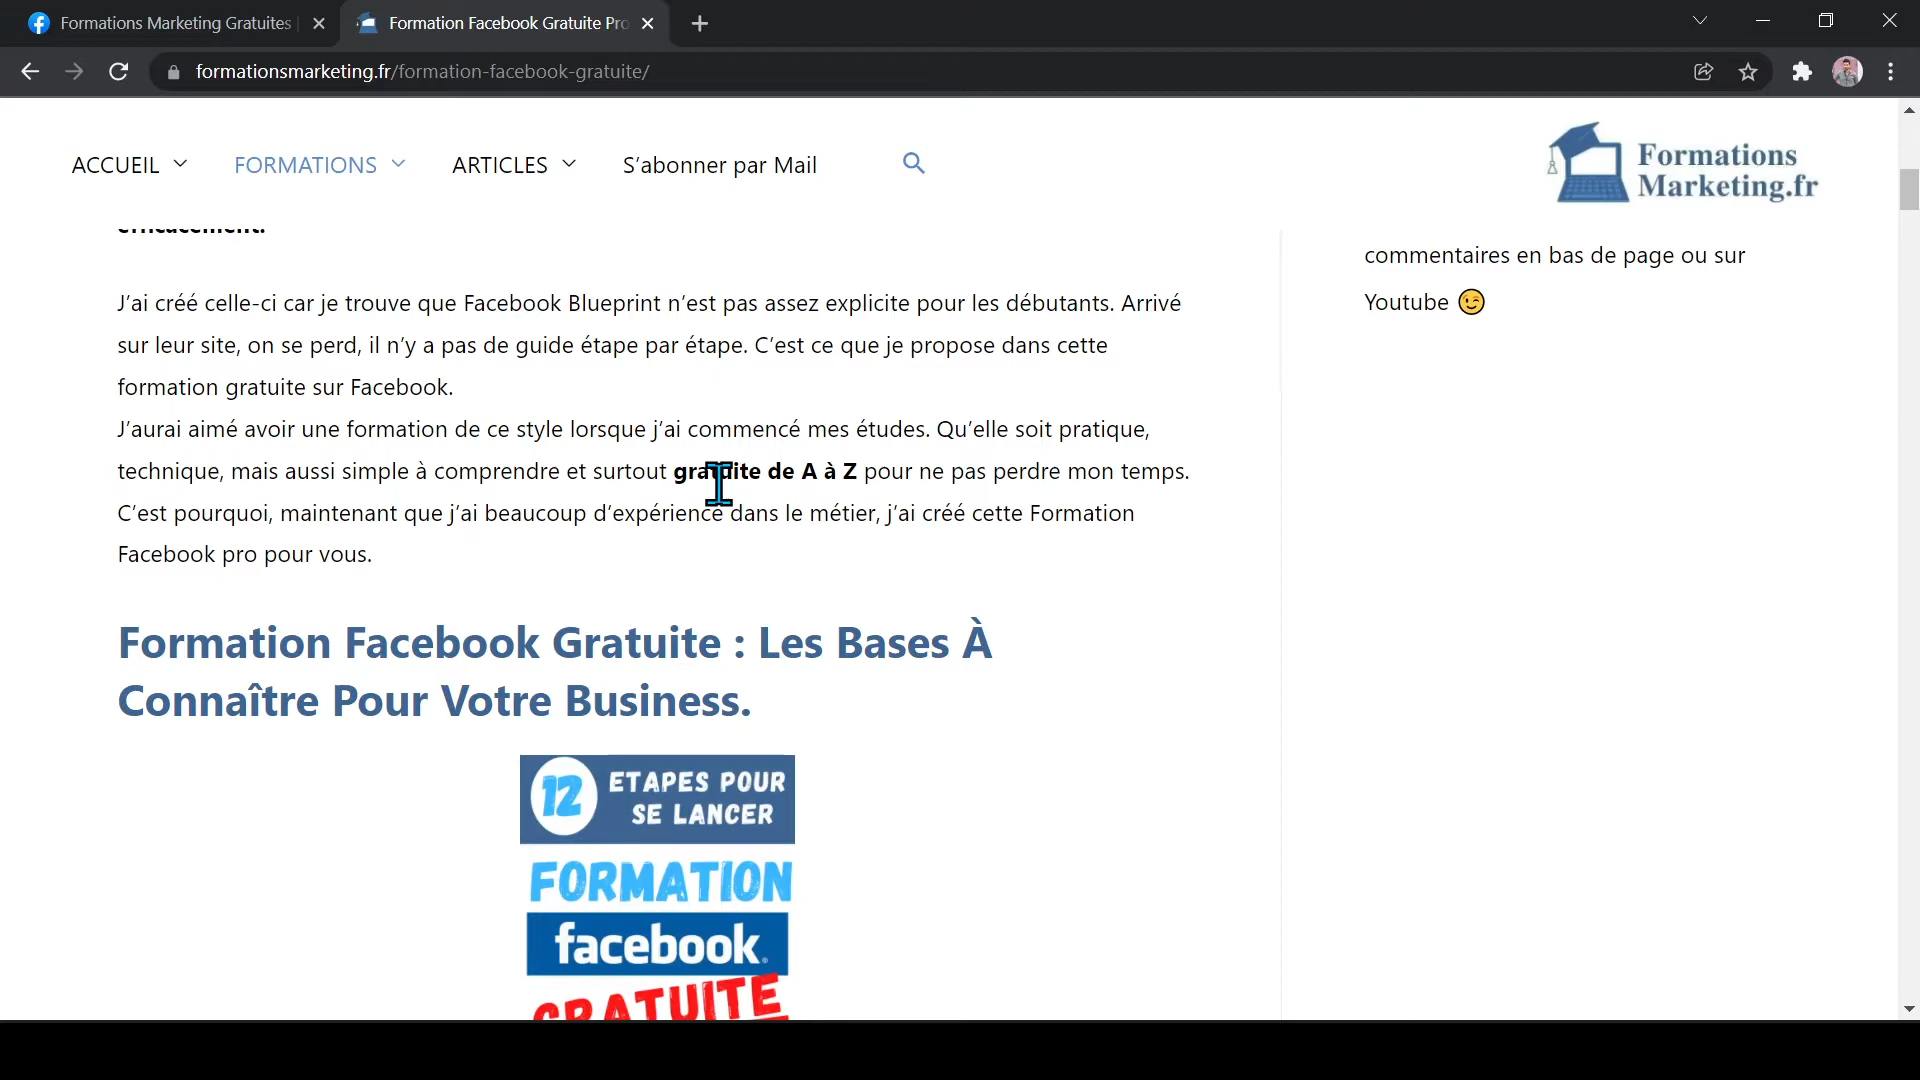 Formations Marketing Gratuites
Formation Facebook Gratuite Pro
formationsmarketing.fr/formation-facebook-gratuite/
ACCUEIL
FORMATIONS
ARTICLES
S'abonner par Mail
Formations
Marketing.fr
efficacement.
J'ai créé celle-ci car je trouve que Facebook Blueprint n'est pas assez explicite pour les débutants. Arrivé
sur leur site, on se perd, il n'y a pas de guide étape par étape. C'est ce que je propose dans cette
formation gratuite sur Facebook.
J'aurai aimé avoir une formation de ce style lorsque j'ai commencé mes études. Qu'elle soit pratique,
technique, mais aussi simple à comprendre et surtout gratuite de A à Z pour ne pas perdre mon temps.
C'est pourquoi, maintenant que j'ai beaucoup d'expérience dans le métier, j'ai créé cette Formation
Facebook pro pour vous.
commentaires en bas de page ou sur
Youtube 😉
Formation Facebook Gratuite : Les Bases À
Connaître Pour Votre Business.
12 ETAPES POUR
SE LANCER
FORMATION
facebook.
GRATUITE